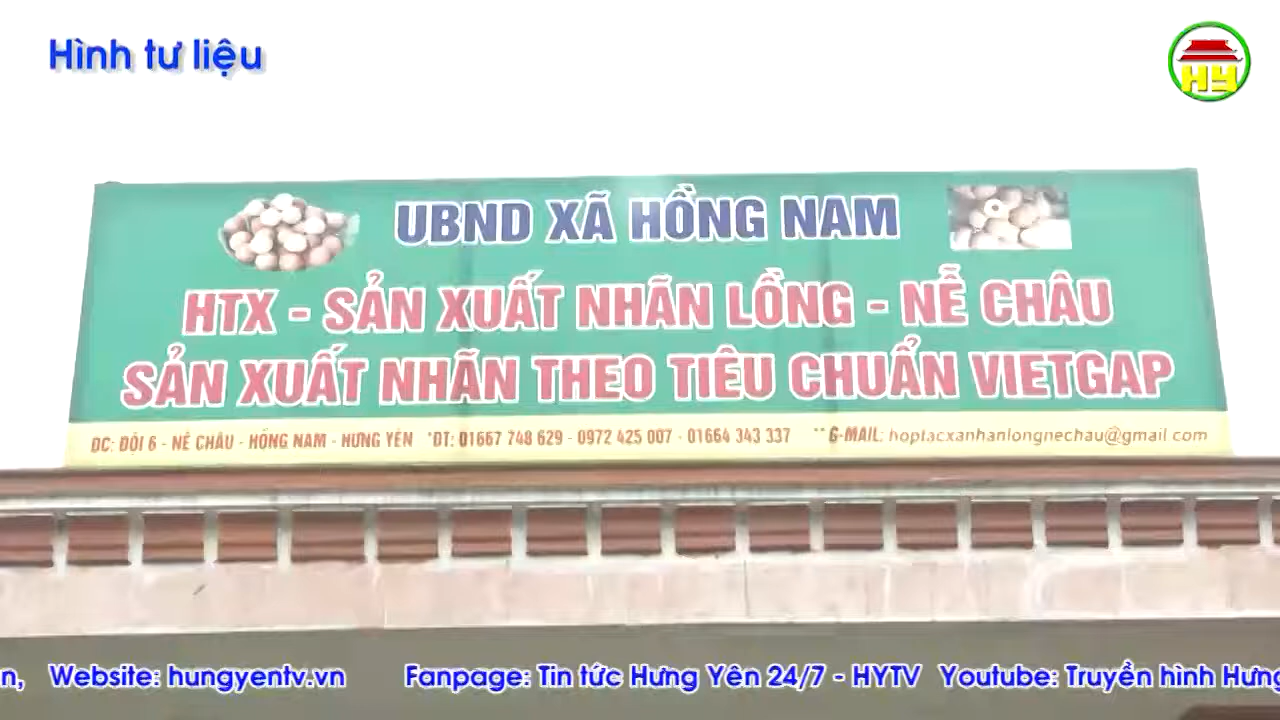 Hình tư liệu
HY
UBND XÃ HỒNG NAM
HTX - SẢN XUẤT NHÃN LỒNG - NỄ CHÂU
SẢN XUẤT NHÃN THEO TIÊU CHUẨN VIETGAP
ĐC: ĐỘI 6 - NỄ CHÂU - HỒNG NAM - HƯNG YÊN *ĐT: 01667 748 629 - 0972 425 007 - 01664 343 337 ** G-MAIL: hoptacxanhanlongnechau@gmail.com
n, Website: hungyentv.vn Fanpage: Tin tức Hưng Yên 24/7 - HYTV Youtube: Truyền hình Hưng